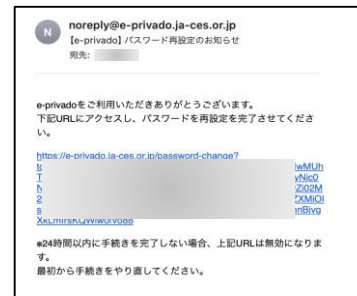 N
noreply@e-privado.ja-ces.or.jp
【e-privado】パスワード再設定のお知らせ
宛先:
e-privadoをご利用いただきありがとうございます。
下記URLにアクセスし、パスワードを再設定を完了させてくださ
い。
https://e-privado.ja-ces.or.jp/password-change?
※24時間以内に手続きを完了しない場合、上記URLは無効になりま
す。
最初から手続きをやり直してください。